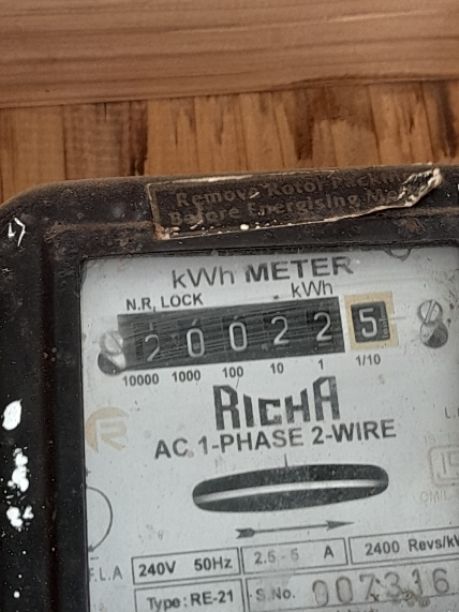 Remove Rotor Packing
Before Energising
kWh METER
N.R, LOCK kWh
2 0 0 2 2 5
10000 1000 100 10 1 1/10
RICHA
AC. 1-PHASE 2-WIRE
240V 50Hz 2.5 - 5 A 2400 Revs/k
Type: RE-21 S.No. 007316